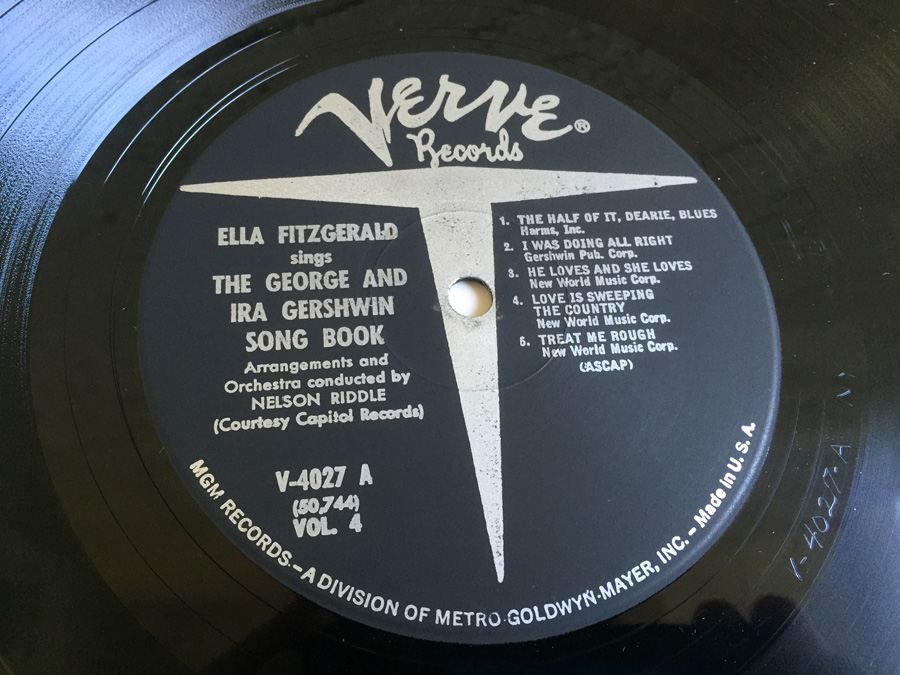 VERVE®
Records
ELLA FITZGERALD
sings
THE GEORGE AND
IRA GERSHWIN
SONG BOOK
Arrangements and
Orchestra conducted by
NELSON RIDDLE
(Courtesy Capitol Records)
V-4027 A
(50,744)
VOL. 4
1. THE HALF OF IT, DEARIE, BLUES
Harms, Inc.
2. I WAS DOING ALL RIGHT
Gershwin Pub. Corp.
3. HE LOVES AND SHE LOVES
New World Music Corp.
4. LOVE IS SWEEPING
THE COUNTRY
New World Music Corp.
5. TREAT ME ROUGH
New World Music Corp.
(ASCAP)
MGM RECORDS-A DIVISION OF METRO-GOLDWYN-MAYER, INC. - Made in U. S. A.
V-4027-A